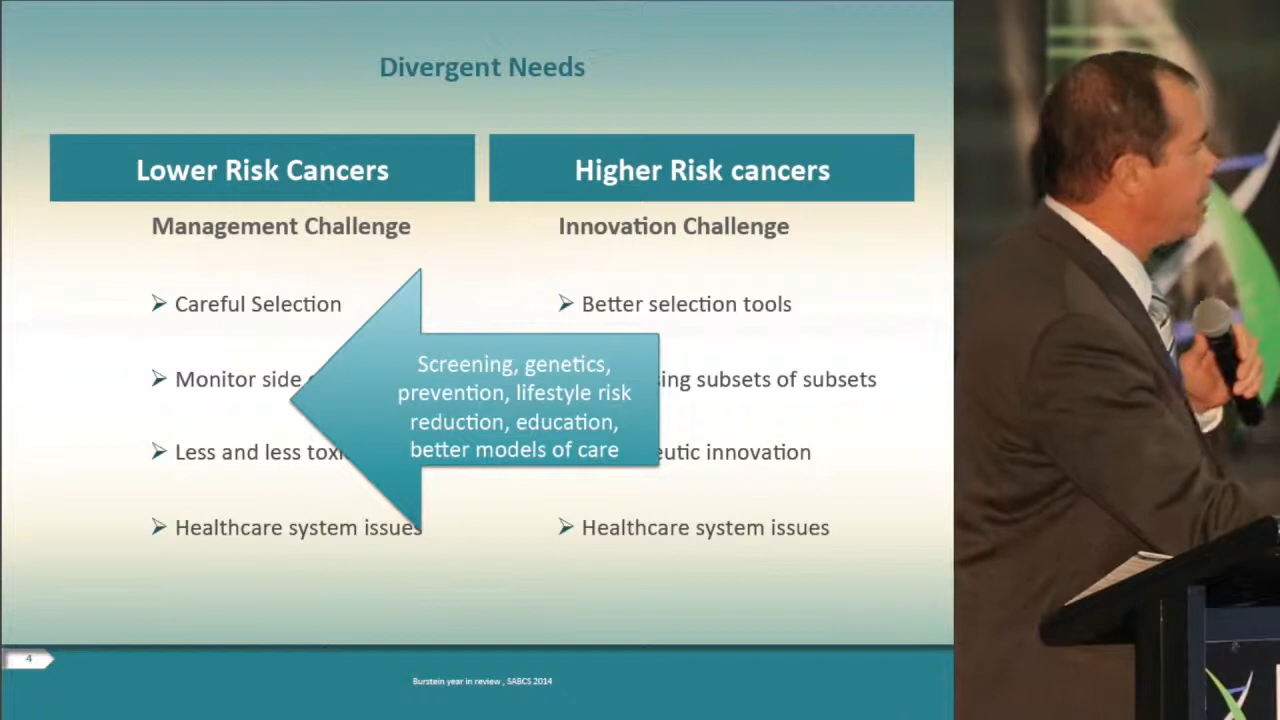 Divergent Needs
Lower Risk Cancers
Higher Risk cancers
Management Challenge
Innovation Challenge
Careful Selection
Better selection tools
Monitor side
subsets of subsets
Less and less
innovation
Healthcare system issues
Healthcare system issues
Screening, genetics,
prevention, lifestyle risk
reduction, education,
better models of care
4
Burstein year in review , SABCS 2014